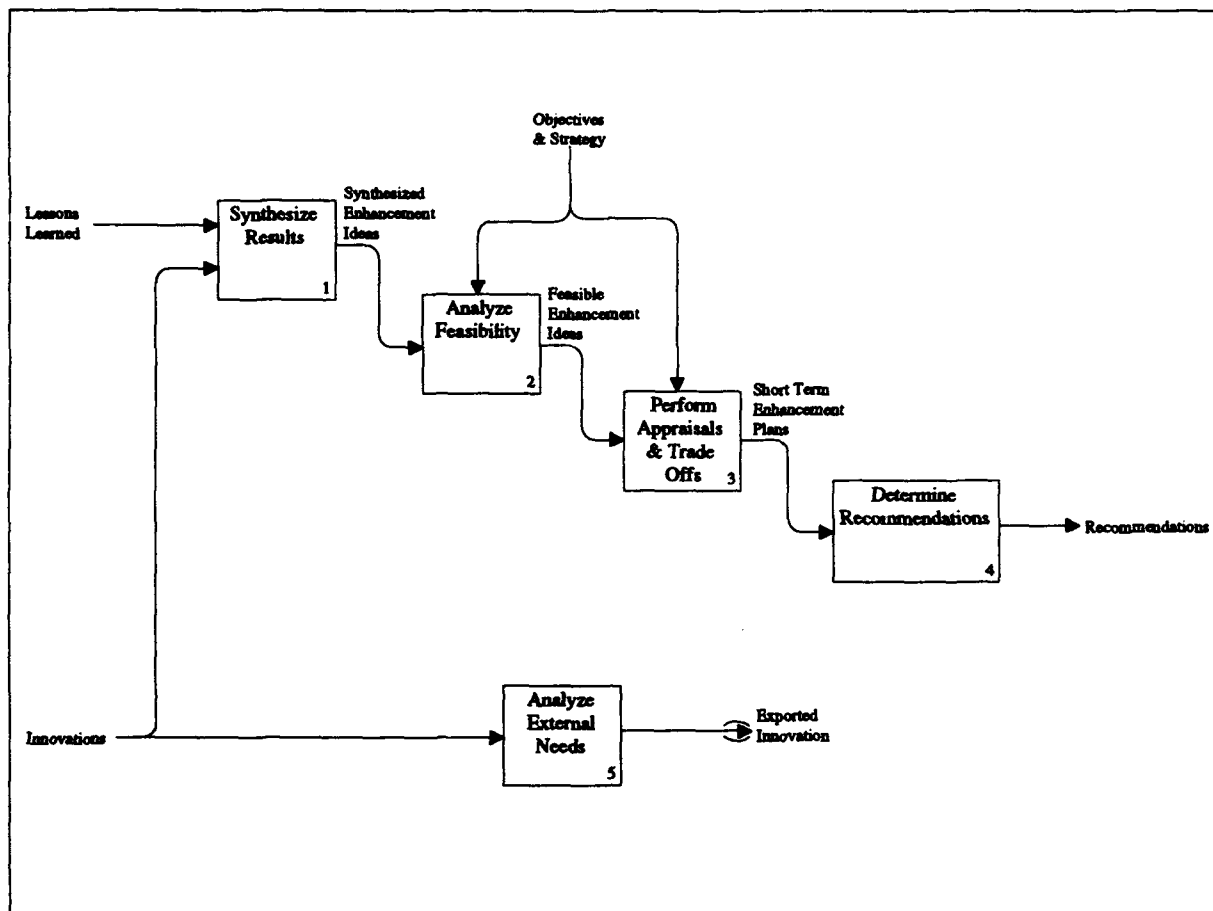 Objectives
& Strategy
Lessons
Learned
Synthesize
Results
1
Synthesized
Enhancement
Ideas
Analyze
Feasibility
2
Feasible
Enhancement
Ideas
Perform
Appraisals
& Trade
Offs
3
Short Term
Enhancement
Plans
Determine
Recommendations
4
Recommendations
Innovations
Analyze
External
Needs
5
Exported
Innovation